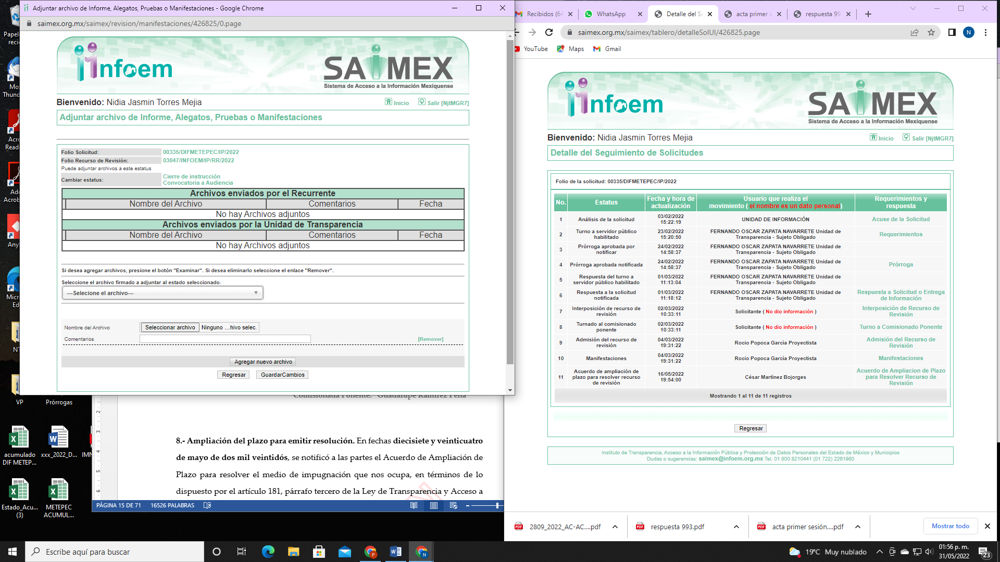 Adjuntar archivo de Informe, Alegatos, Pruebas o Manifestaciones - Google Chrome
saimex.org.mx/saimex/revision/manifestaciones/426825/0.page
infoem
SAIMEX
Sistema de Acceso a la Información Mexiquense
Bienvenido: Nidia Jasmin Torres Mejia
Inicio
Salir [NjtMGR7]
Adjuntar archivo de Informe, Alegatos, Pruebas o Manifestaciones
Folio Solicitud: 00335/DIFMETEPEC/IP/2022
Folio Recurso de Revisión: 03047/INFOEM/IP/RR/2022
Puede adjuntar archivos a este estatus
Cambiar estatus:
Cierre de instrucción
Convocatoria a Audiencia
Archivos enviados por el Recurrente
Nombre del Archivo Comentarios Fecha
No hay Archivos adjuntos
Archivos enviados por la Unidad de Transparencia
Nombre del Archivo Comentarios Fecha
No hay Archivos adjuntos
Si desea agregar archivos, presione el botón "Examinar". Si desea eliminarlo seleccione el enlace "Remover".
Seleccione el archivo firmado a adjuntar al estado seleccionado.
---Selecione el archivo---
Nombre del Archivo Seleccionar archivo Ninguno ...hivo selec.
Comentarios [Remover]
Agregar nuevo archivo
Regresar GuardarCambios
Comisionada Ponente: Guadalupe Ramírez Peña
8.- Ampliación del plazo para emitir resolución. En fechas diecisiete y veinticuatro
de mayo de dos mil veintidós, se notificó a las partes el Acuerdo de Ampliación de
Plazo para resolver el medio de impugnación que nos ocupa, en términos de lo
dispuesto por el artículo 181, párrafo tercero de la Ley de Transparencia y Acceso a
PÁGINA 15 DE 71 16526 PALABRAS
Recibidos (64
WhatsApp
Detalle del Se
acta primer s
respuesta 99
saimex.org.mx/saimex/tablero/detalleSolUI/426825.page
N
YouTube
Maps
Gmail
infoem
SAIMEX
Sistema de Acceso a la Información Mexiquense
Bienvenido: Nidia Jasmin Torres Mejia
Inicio
Salir [NjtMGR7]
Detalle del Seguimiento de Solicitudes
Folio de la solicitud: 00335/DIFMETEPEC/IP/2022
No. Estatus Fecha y hora de actualización Usuario que realiza el movimiento ( el nombre es un dato personal) Requerimientos y respuesta
1 Análisis de la solicitud 03/02/2022 15:22:19 UNIDAD DE INFORMACIÓN Acuse de la Solicitud
2 Turno a servidor público habilitado 23/02/2022 15:20:50 FERNANDO OSCAR ZAPATA NAVARRETE Unidad de Transparencia - Sujeto Obligado Requerimientos
3 Prórroga aprobada por notificar 24/02/2022 14:58:37 FERNANDO OSCAR ZAPATA NAVARRETE Unidad de Transparencia - Sujeto Obligado
4 Prórroga aprobada notificada 24/02/2022 14:58:37 FERNANDO OSCAR ZAPATA NAVARRETE Unidad de Transparencia - Sujeto Obligado Prórroga
5 Respuesta del turno a servidor público habilitado 01/03/2022 11:13:04 FERNANDO OSCAR ZAPATA NAVARRETE Unidad de Transparencia - Sujeto Obligado
6 Respuesta a la solicitud notificada 01/03/2022 11:18:12 FERNANDO OSCAR ZAPATA NAVARRETE Unidad de Transparencia - Sujeto Obligado Respuesta a Solicitud o Entrega de Información
7 Interposición de recurso de revisión 02/03/2022 10:33:11 Solicitante ( No dio información ) Interposición de Recurso de Revisión
8 Turnado al comisionado ponente 02/03/2022 10:33:11 Solicitante ( No dio información ) Turno a Comisionado Ponente
9 Admisión del recurso de revisión 04/03/2022 19:31:22 Rocio Popoca García Proyectista Admisión del Recurso de Revisión
10 Manifestaciones 04/03/2022 19:31:22 Rocio Popoca García Proyectista Manifestaciones
11 Acuerdo de ampliación de plazo para resolver recurso de revisión 16/05/2022 19:54:00 César Martìnez Bojorges Acuerdo de Ampliacion de Plazo para Resolver Recurso de Revisión
Mostrando 1 al 11 de 11 registros
Regresar
Instituto de Transparencia, Acceso a la Información Pública y Protección de Datos Personales del Estado de México y Municipios
Dudas o sugerencias: saimex@infoem.org.mx Tel. 01 800 8210441 (01 722) 2261980
2809_2022_AC-AC....pdf
respuesta 993.pdf
acta primer sesión....pdf
Mostrar todo
VP
Prórrogas
acumulado
DIF METEP...
xxx_2022_D...
Estado_Acu...
(3)
METEPEC
ACUMUL...
Escribe aquí para buscar
19°C Muy nublado
01:56 p. m.
31/05/2022
23